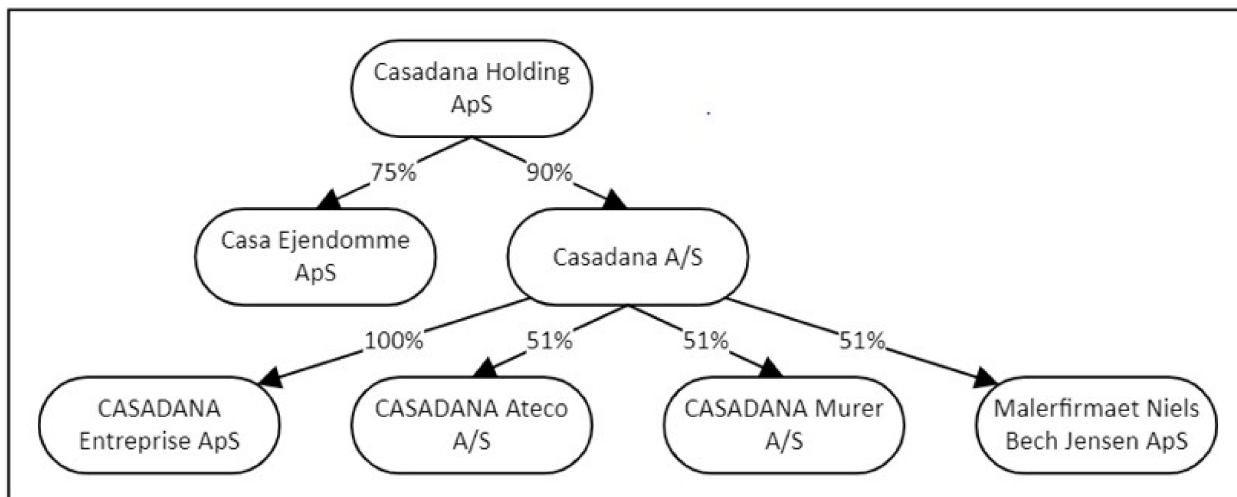 Casadana Holding
ApS
75%
90%
Casa Ejendomme
ApS
Casadana A/S
100%
51%
51%
51%
CASADANA
Entreprise ApS
CASADANA Ateco
A/S
CASADANA Murer
A/S
Malerfirmaet Niels
Bech Jensen ApS